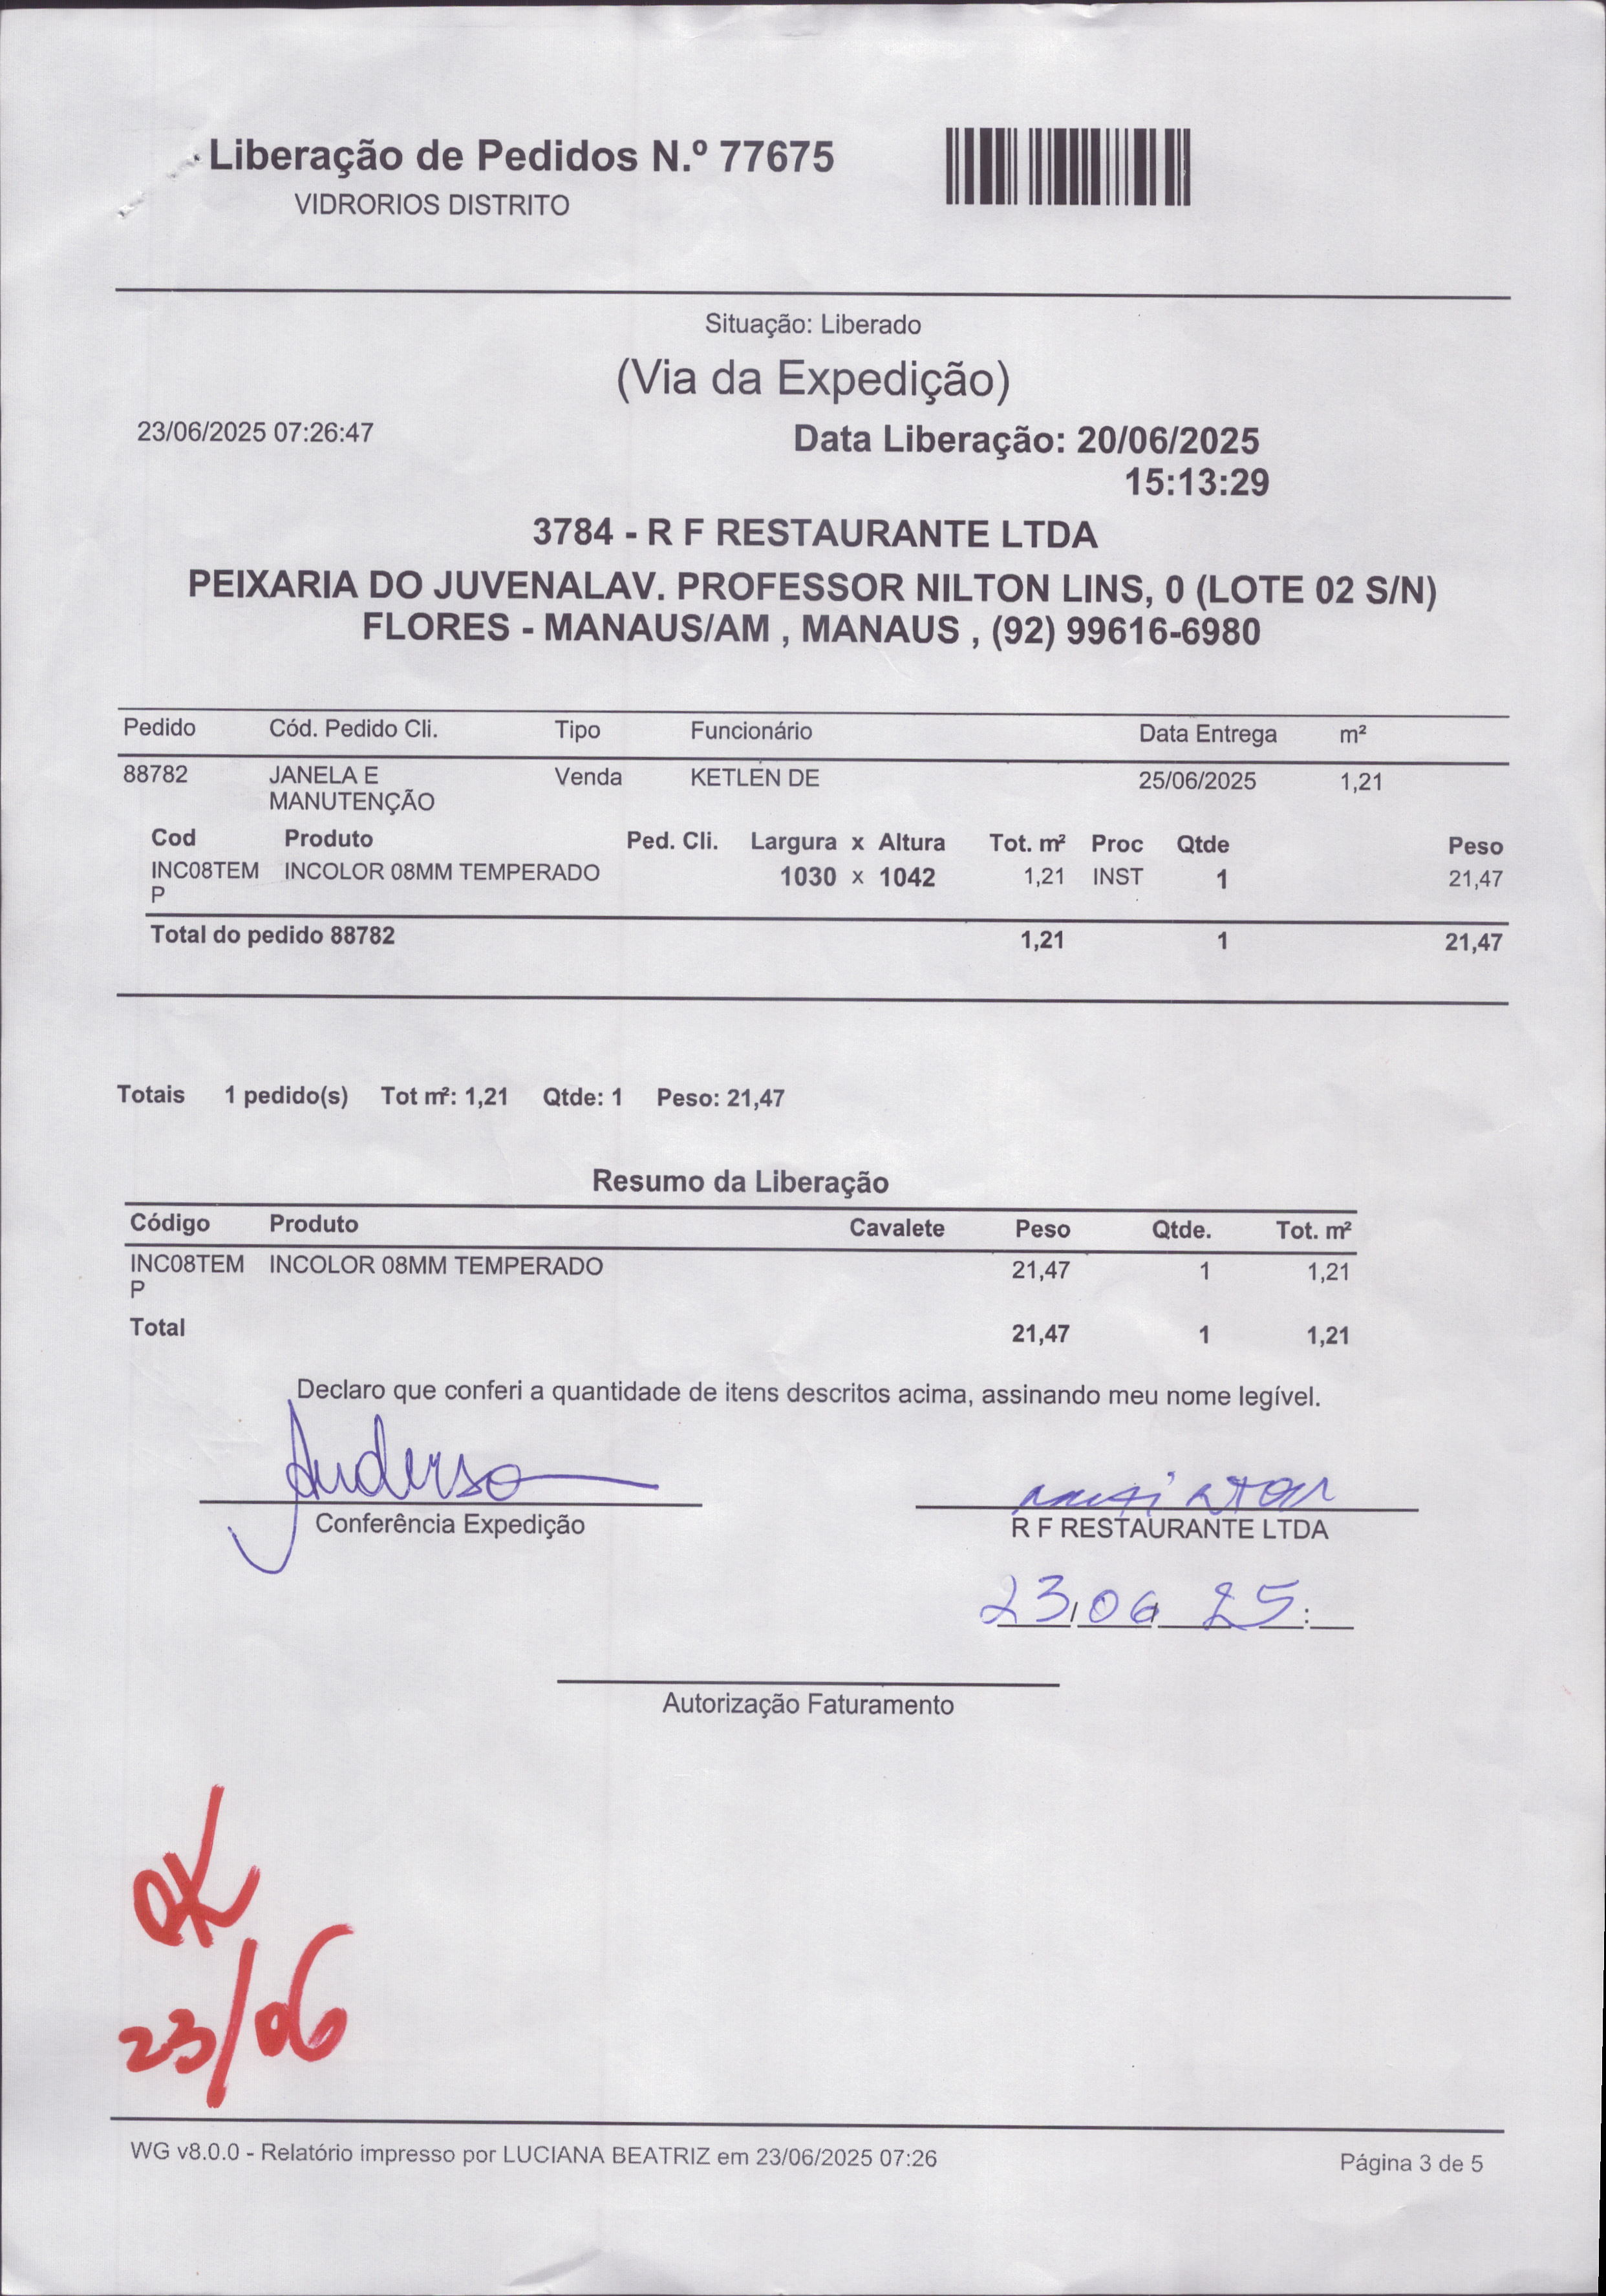 Liberação de Pedidos N.º 77675
VIDRORIOS DISTRITO
Situação: Liberado
(Via da Expedição)
23/06/2025 07:26:47
Data Liberação: 20/06/2025
15:13:29
3784 - R F RESTAURANTE LTDA
PEIXARIA DO JUVENALAV. PROFESSOR NILTON LINS, 0 (LOTE 02 S/N)
FLORES - MANAUS/AM , MANAUS , (92) 99616-6980
Pedido Cód. Pedido Cli. Tipo Funcionário Data Entrega m²
88782 JANELA E Venda KETLEN DE 25/06/2025 1,21
MANUTENÇÃO
Cod Produto Ped. Cli. Largura x Altura Tot. m² Proc Qtde Peso
INC08TEM INCOLOR 08MM TEMPERADO 1030 x 1042 1,21 INST 1 21,47
P
Total do pedido 88782 1,21 1 21,47
Totais 1 pedido(s) Tot m²: 1,21 Qtde: 1 Peso: 21,47
Resumo da Liberação
Código Produto Cavalete Peso Qtde. Tot. m²
INC08TEM INCOLOR 08MM TEMPERADO 21,47 1 1,21
P
Total 21,47 1 1,21
Declaro que conferi a quantidade de itens descritos acima, assinando meu nome legível.
Anderso
Conferência Expedição
R F RESTAURANTE LTDA
23/06/25:
Autorização Faturamento
OK
23/06
WG v8.0.0 - Relatório impresso por LUCIANA BEATRIZ em 23/06/2025 07:26
Página 3 de 5